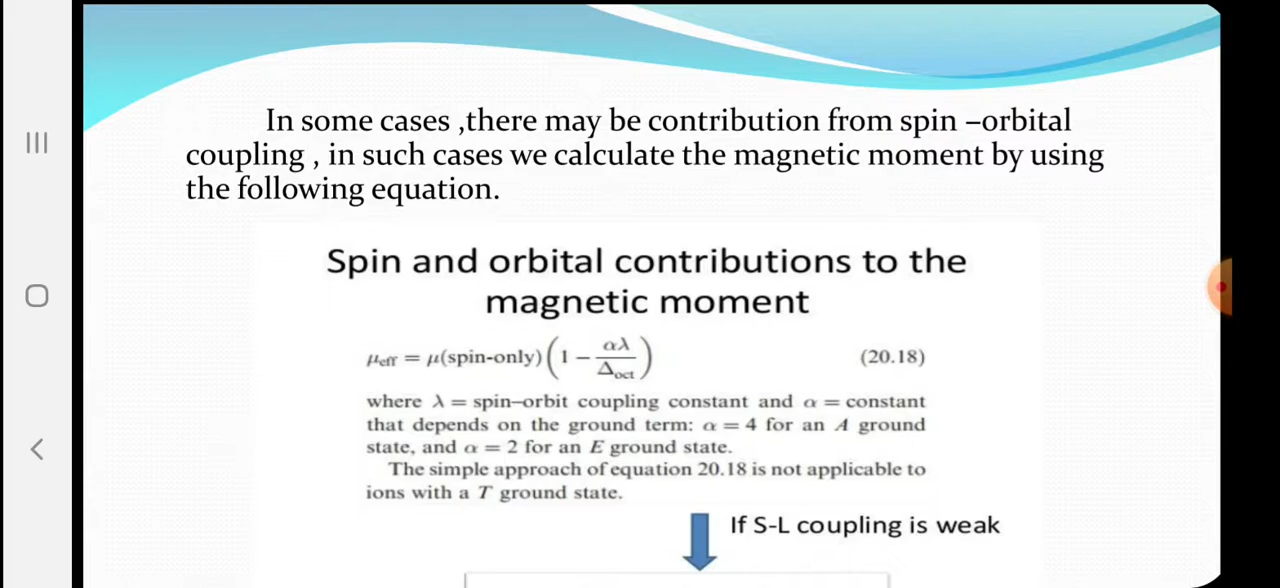 In some cases ,there may be contribution from spin –orbital
coupling , in such cases we calculate the magnetic moment by using
the following equation.
Spin and orbital contributions to the
magnetic moment
μeff = μ(spin-only)(1 − αλ/Δoct) (20.18)
where λ = spin–orbit coupling constant and α = constant
that depends on the ground term: α = 4 for an A ground
state, and α = 2 for an E ground state.
The simple approach of equation 20.18 is not applicable to
ions with a T ground state.
If S-L coupling is weak